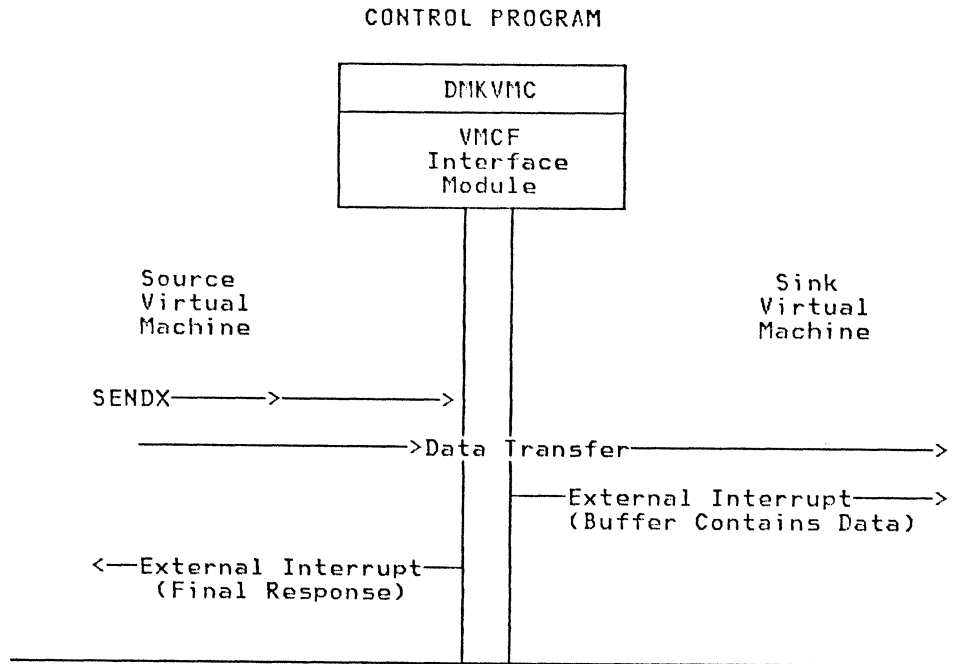 CONTROL PROGRAM
DMKVMC
VMCF
Interface
Module
Source
Virtual
Machine
Sink
Virtual
Machine
SENDX
Data Transfer
External Interrupt
(Buffer Contains Data)
External Interrupt
(Final Response)